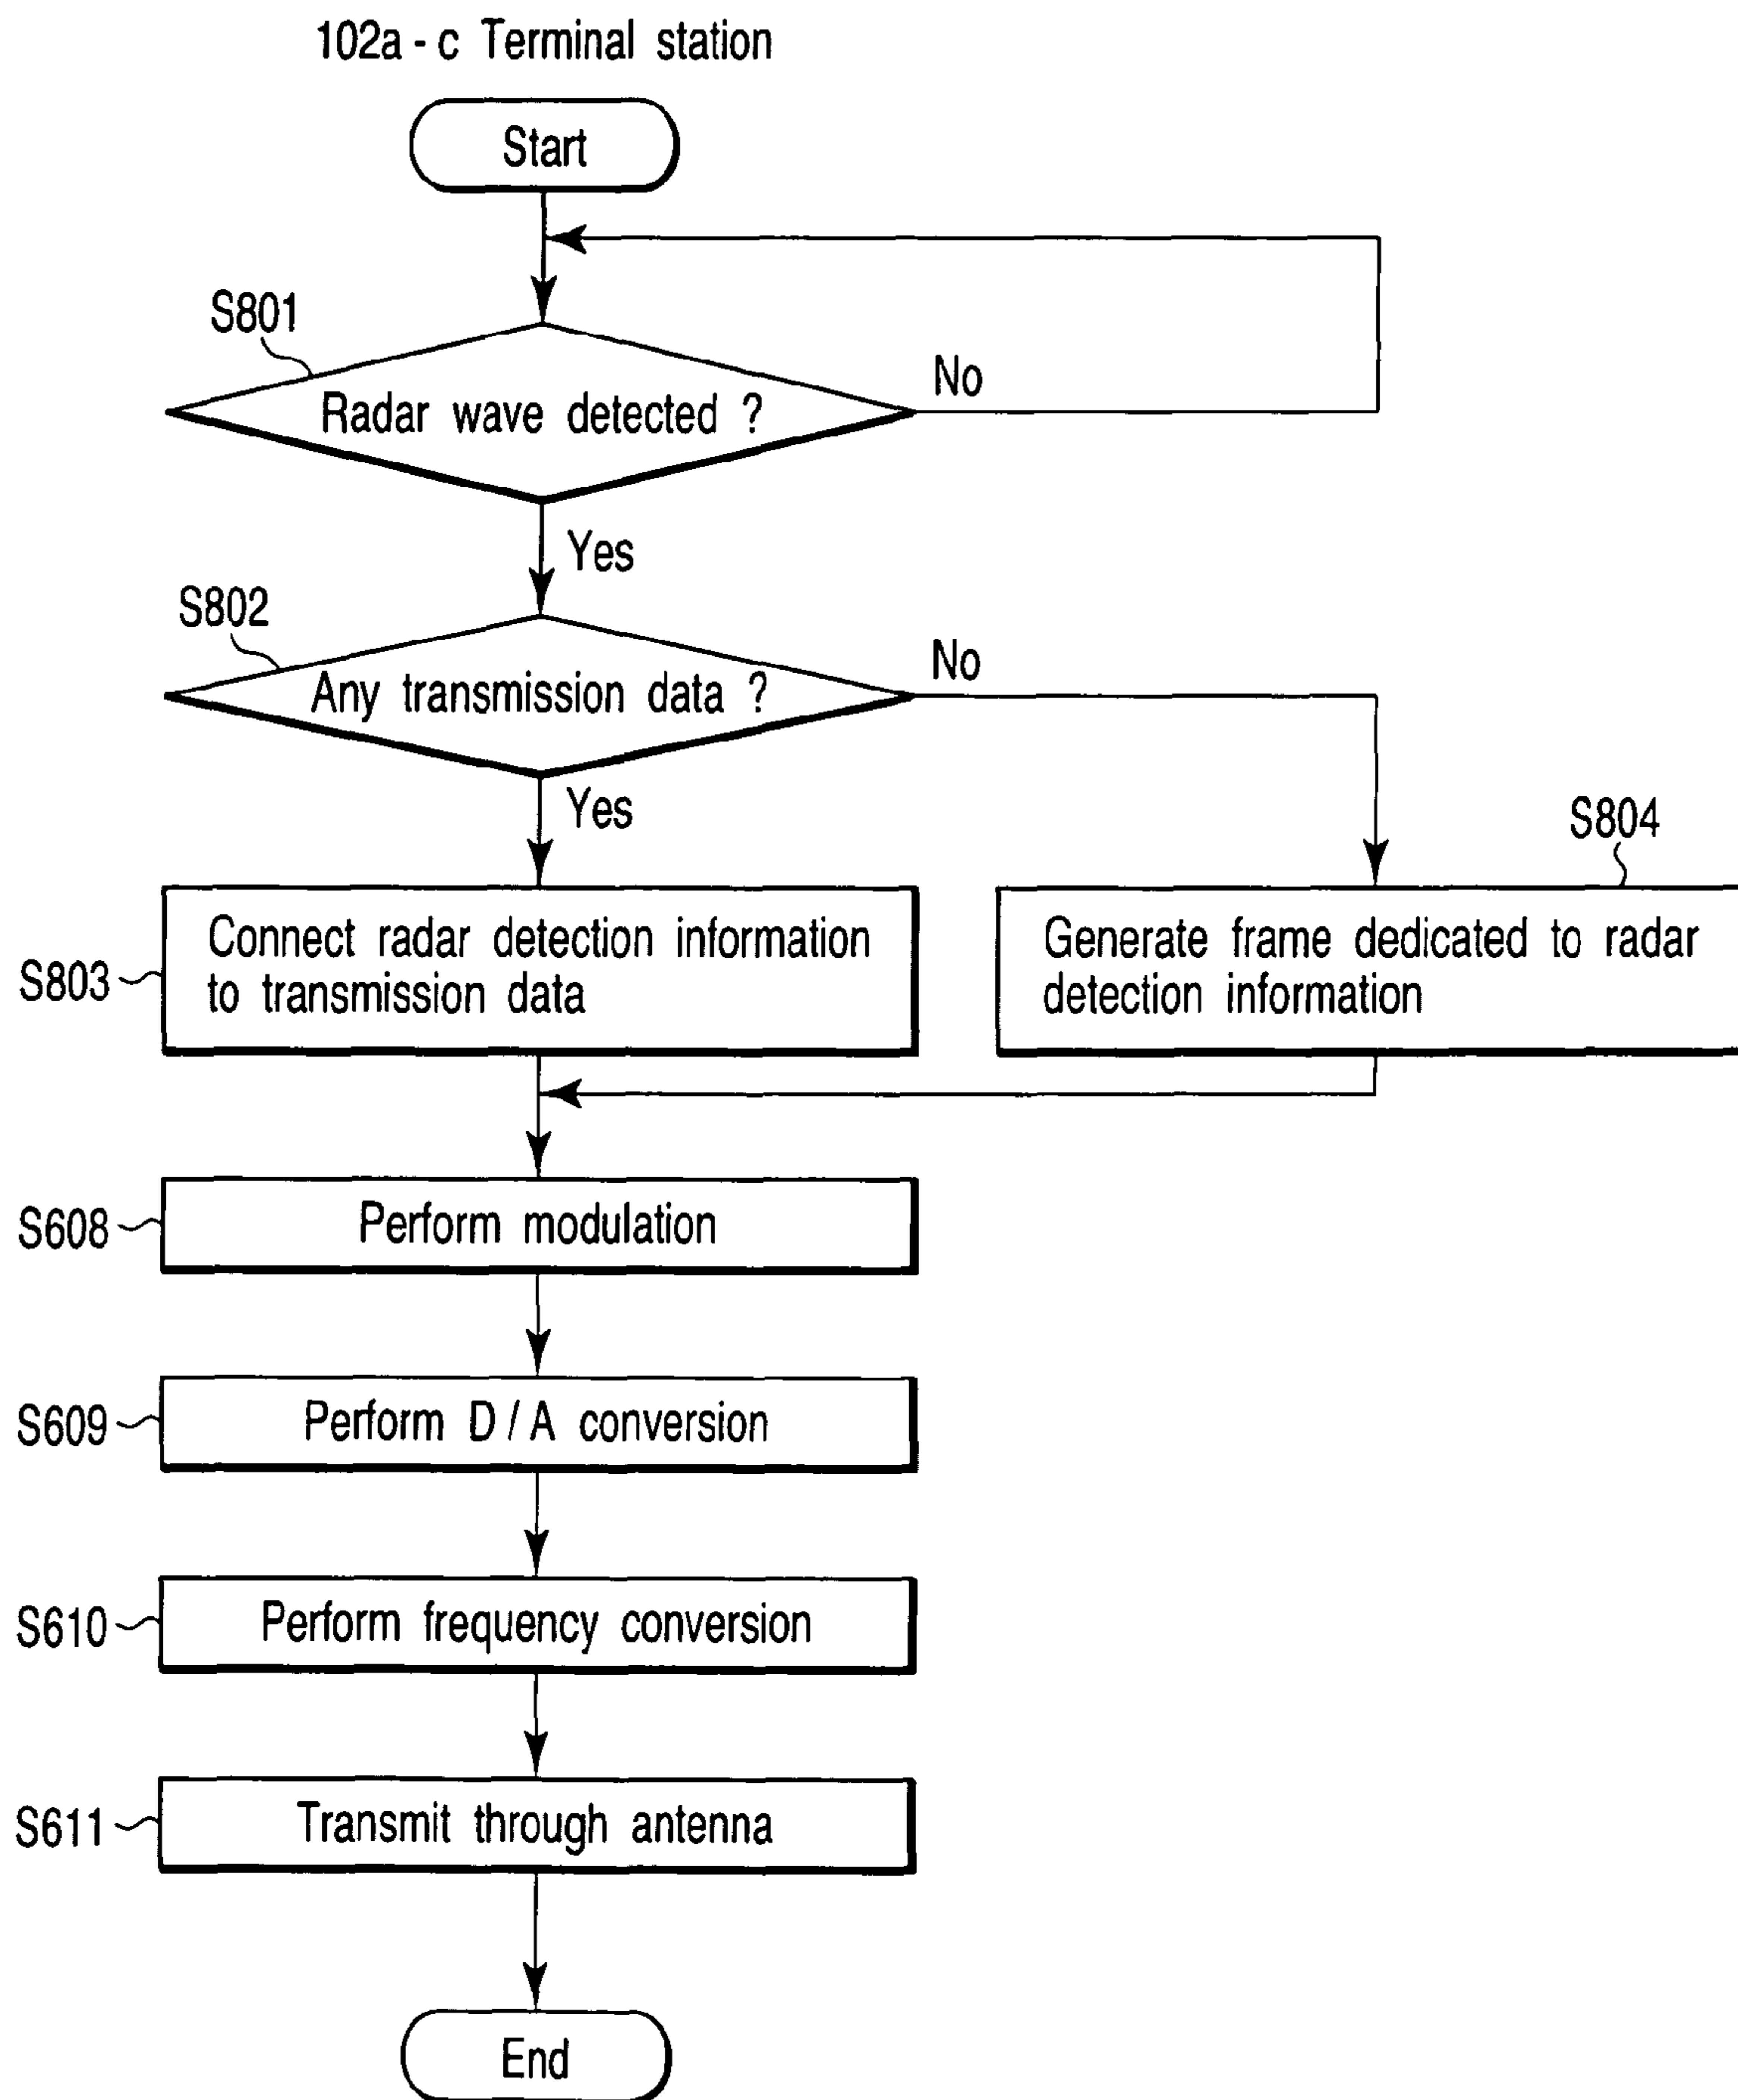 102a - c Terminal station
Start
S801
Radar wave detected ?
No
Yes
S802
Any transmission data ?
No
Yes
S804
S803
Connect radar detection information
to transmission data
Generate frame dedicated to radar
detection information
S608
Perform modulation
S609
Perform D / A conversion
S610
Perform frequency conversion
S611
Transmit through antenna
End